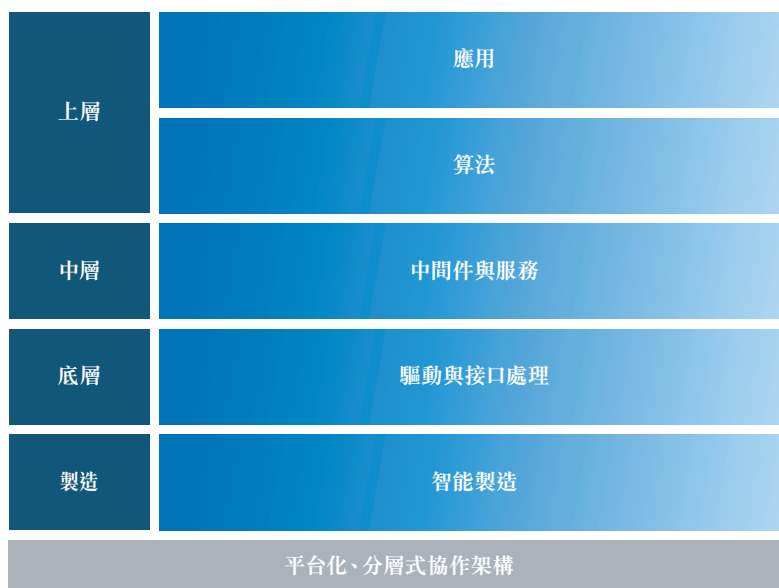 上層
應用
算法
中層
中間件與服務
底層
驅動與接口處理
製造
智能製造
平台化、分層式協作架構